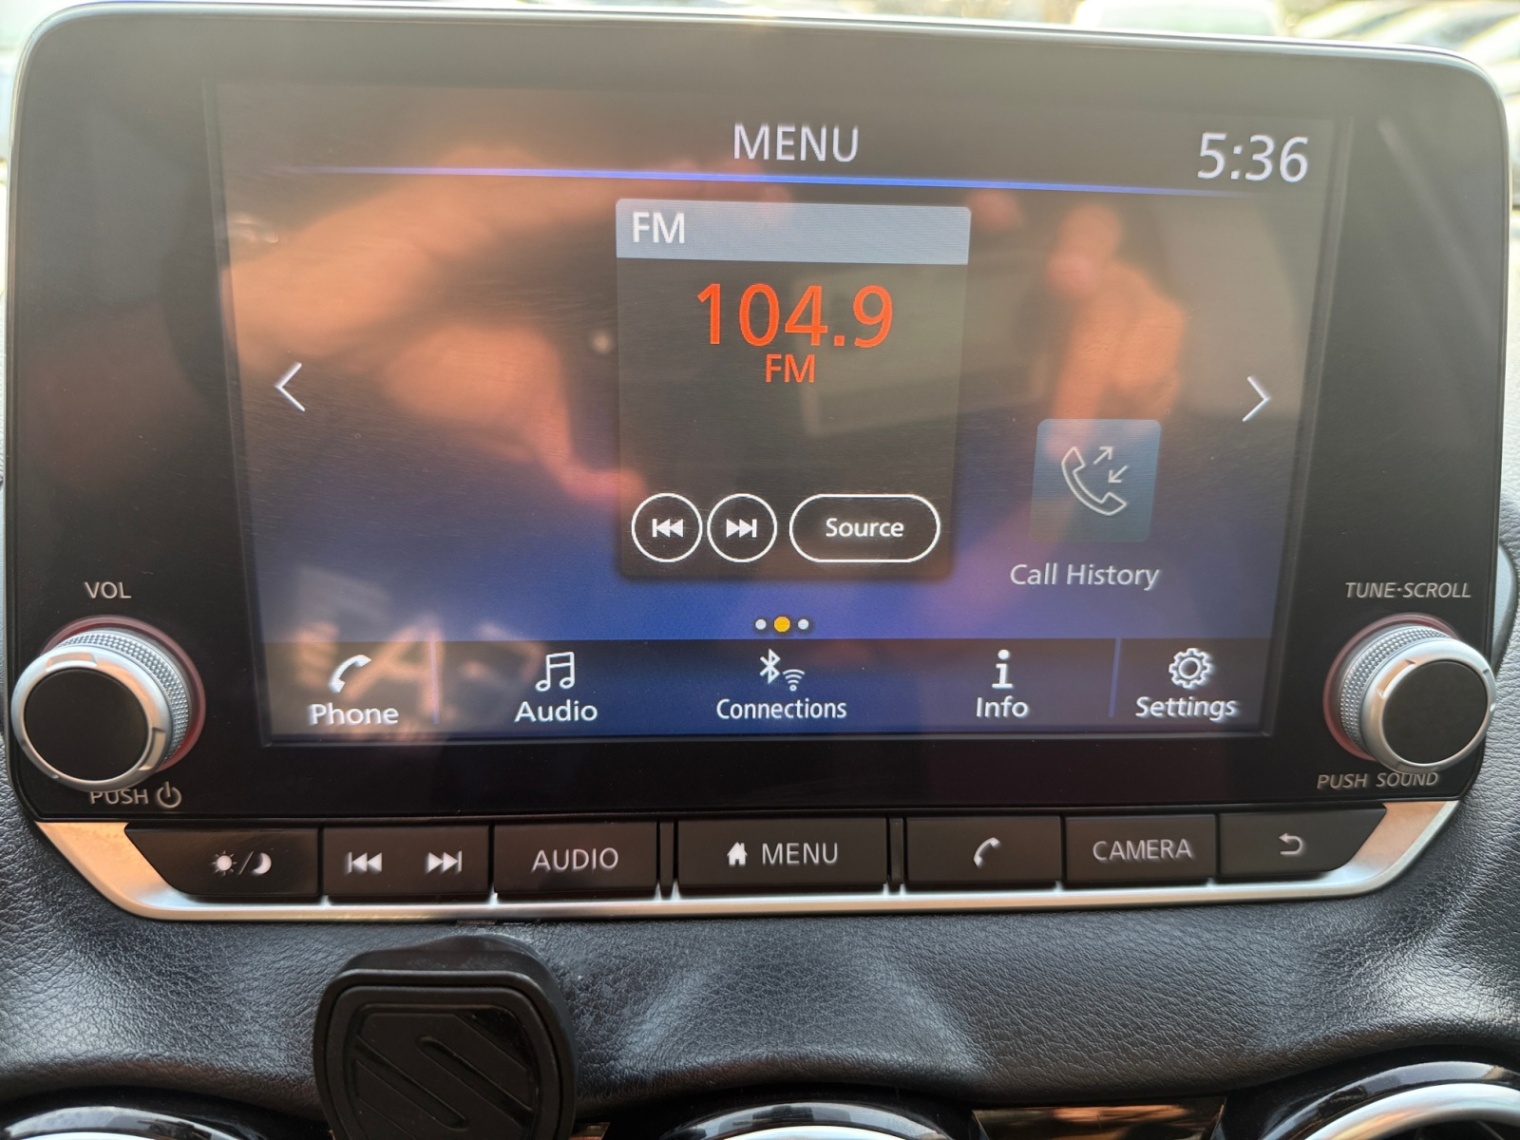 MENU
5:36
FM
104.9
FM
Source
Call History
VOL
TUNE·SCROLL
Phone
Audio
Connections
Info
Settings
PUSH
PUSH SOUND
AUDIO
MENU
CAMERA